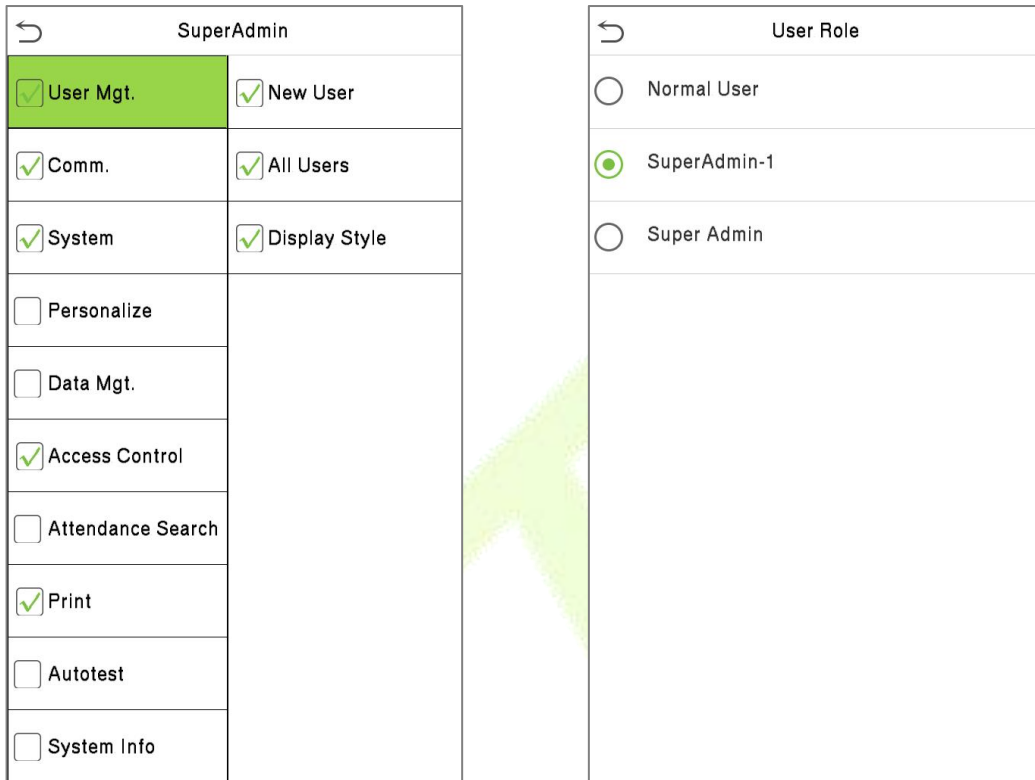 SuperAdmin
User Mgt.
New User
Comm.
All Users
System
Display Style
Personalize
Data Mgt.
Access Control
Attendance Search
Print
Autotest
System Info
User Role
Normal User
SuperAdmin-1
Super Admin